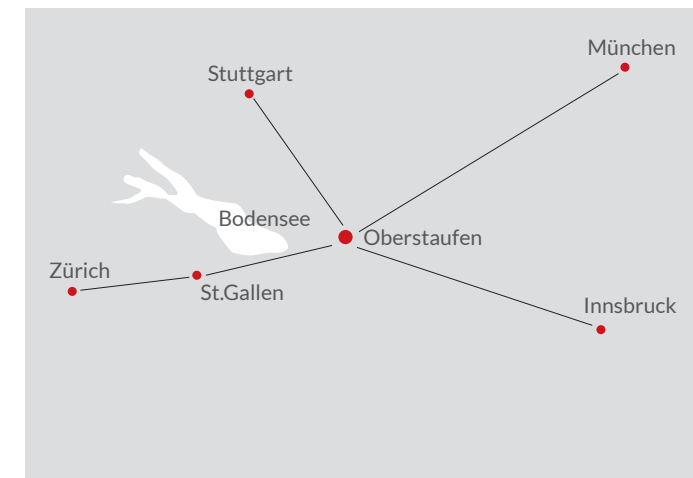 München
Stuttgart
Bodensee
Oberstaufen
Zürich
St.Gallen
Innsbruck